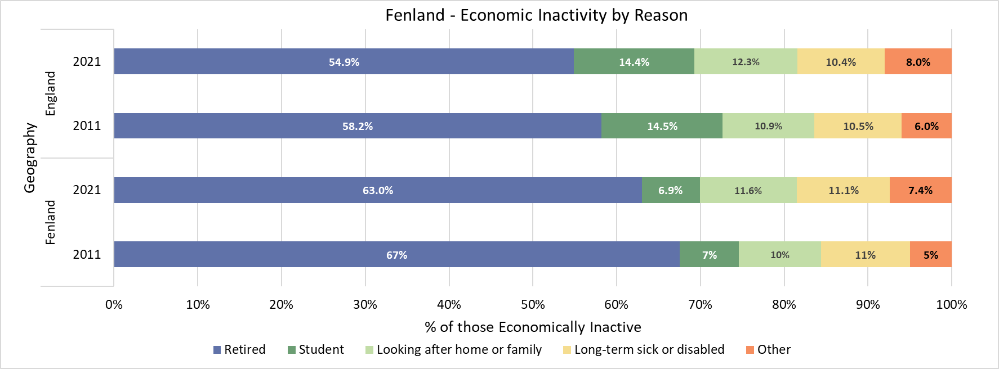 Fenland - Economic Inactivity by Reason
Geography
England
2021
54.9% 14.4% 12.3% 10.4% 8.0%
2011
58.2% 14.5% 10.9% 10.5% 6.0%
Fenland
2021
63.0% 6.9% 11.6% 11.1% 7.4%
2011
67% 7% 10% 11% 5%
0% 10% 20% 30% 40% 50% 60% 70% 80% 90% 100%
% of those Economically Inactive
Retired Student Looking after home or family Long-term sick or disabled Other